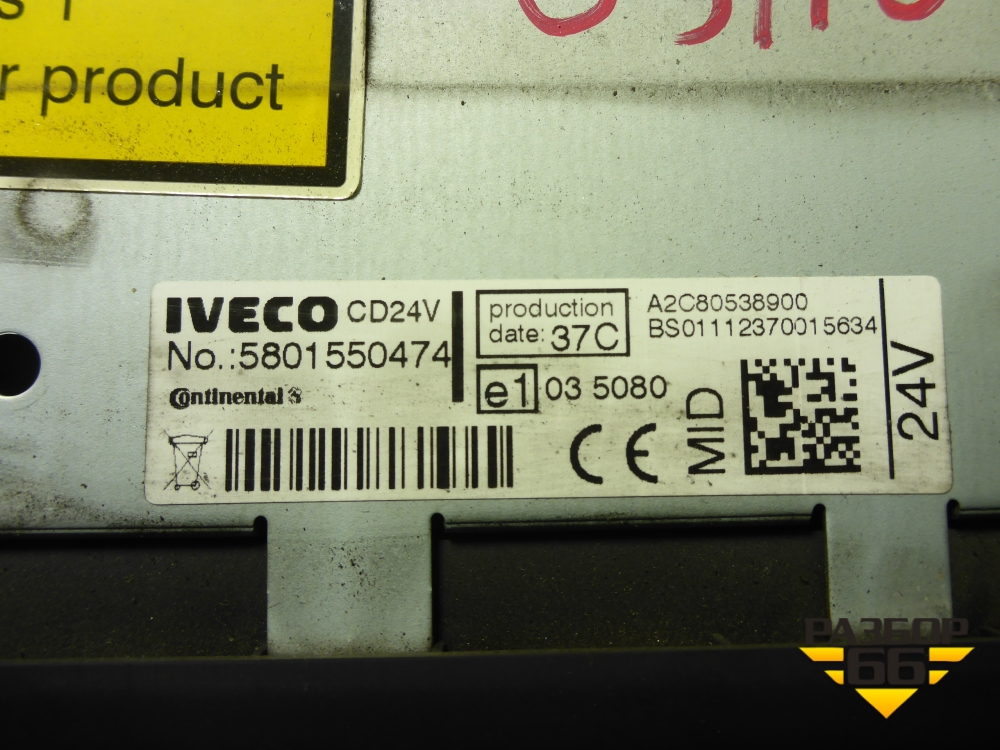 r product
IVECO CD24V
No.:5801550474
Continental
production
date: 37C
e1 03 5080
A2C80538900
BS01112370015634
MID
24V
CE
РАЗБОР
66